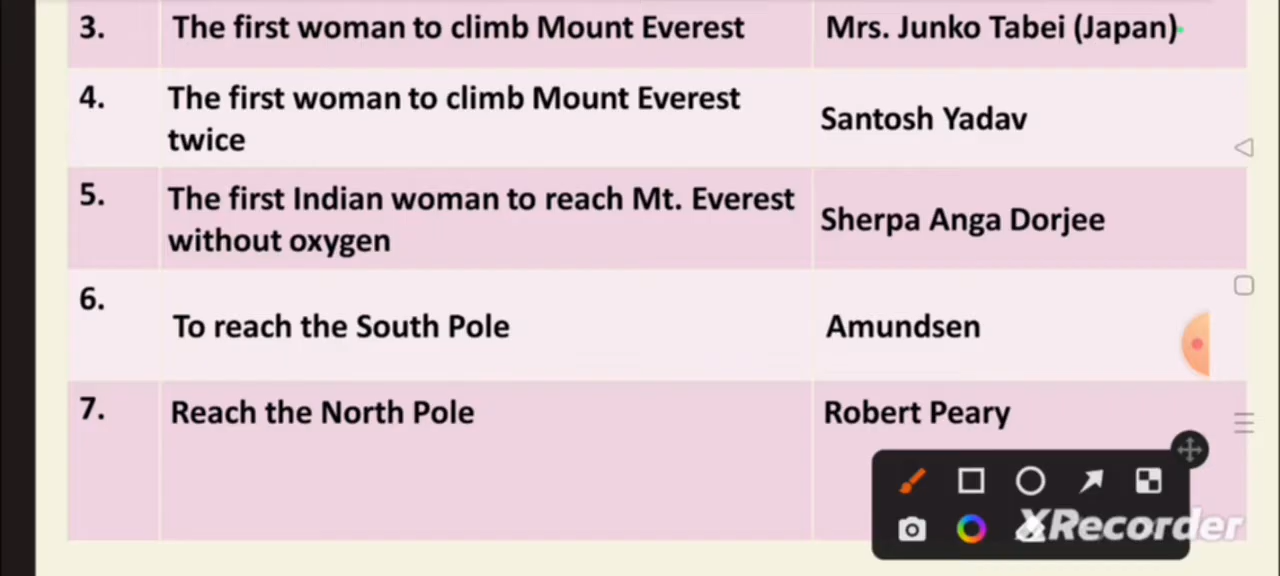 3. The first woman to climb Mount Everest Mrs. Junko Tabei (Japan)
4. The first woman to climb Mount Everest
twice Santosh Yadav
5. The first Indian woman to reach Mt. Everest
without oxygen Sherpa Anga Dorjee
6. To reach the South Pole Amundsen
7. Reach the North Pole Robert Peary
XRecorder